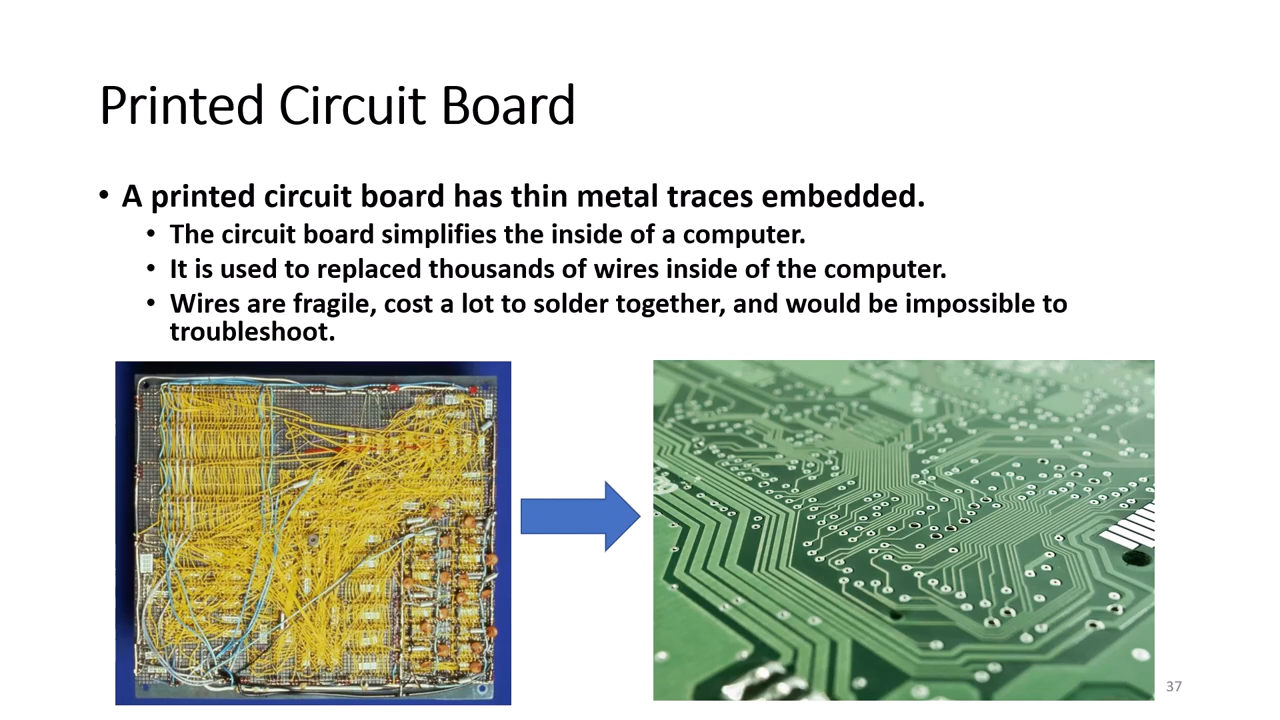 Printed Circuit Board
• A printed circuit board has thin metal traces embedded.
• The circuit board simplifies the inside of a computer.
• It is used to replaced thousands of wires inside of the computer.
• Wires are fragile, cost a lot to solder together, and would be impossible to
troubleshoot.
37